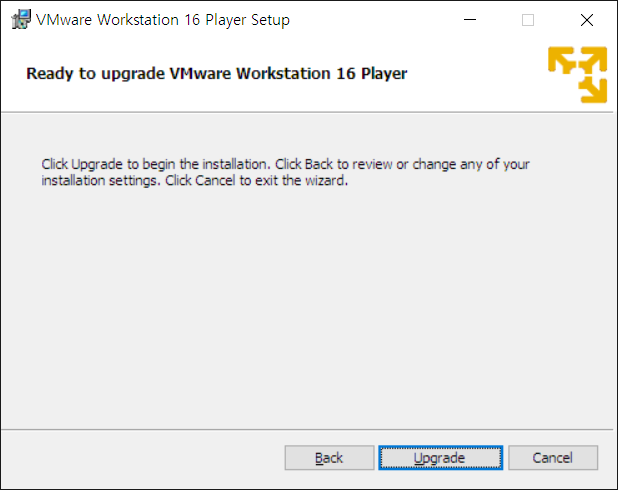 VMware Workstation 16 Player Setup
Ready to upgrade VMware Workstation 16 Player
Click Upgrade to begin the installation. Click Back to review or change any of your
installation settings. Click Cancel to exit the wizard.
Back Upgrade Cancel